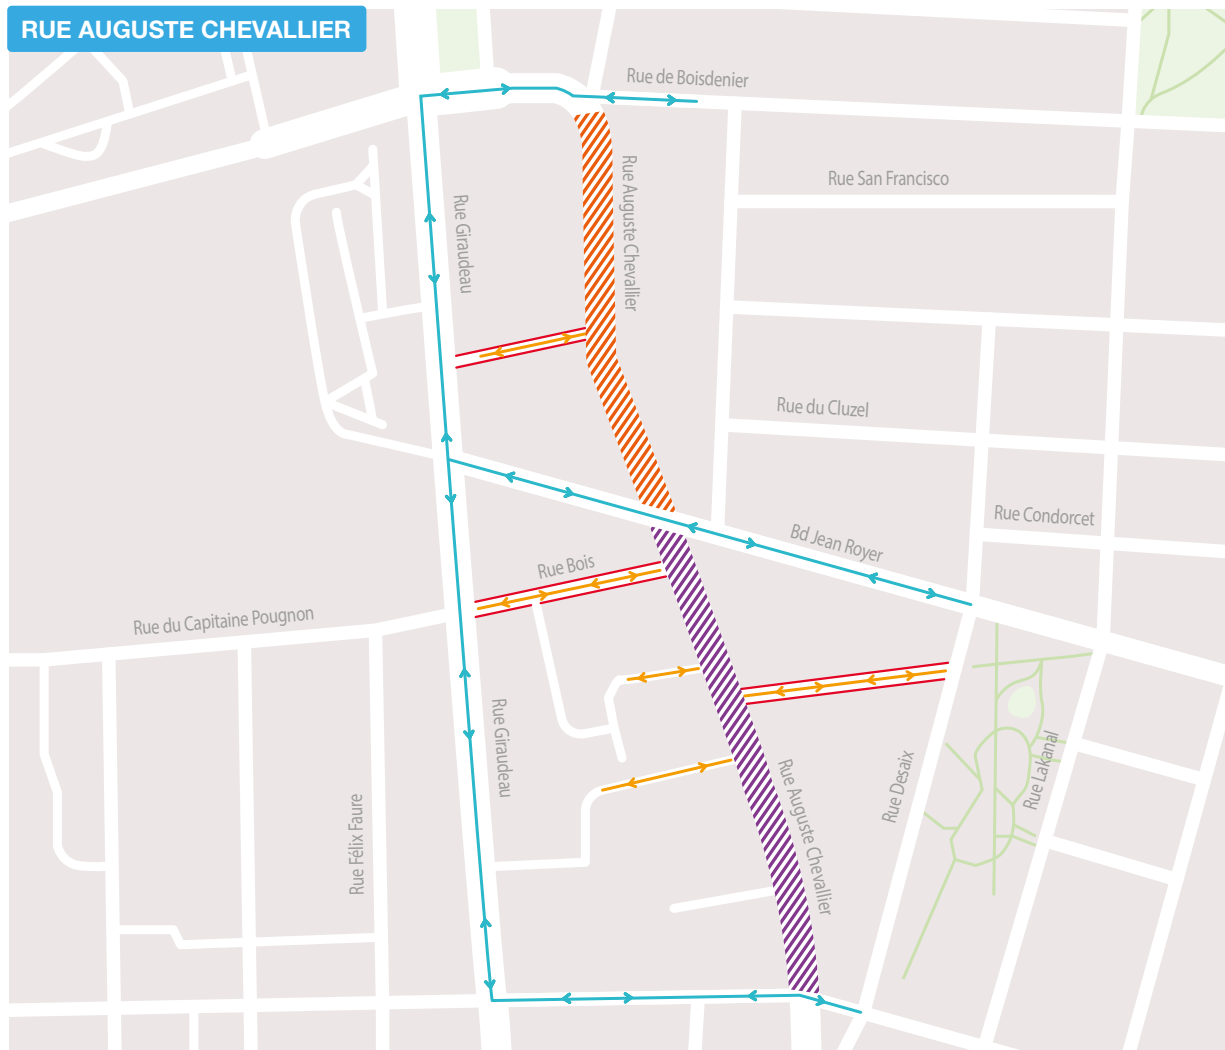 RUE AUGUSTE CHEVALLIER
Rue de Boisdenier
Rue San Francisco
Rue Auguste Chevallier
Rue Giraudeau
Rue du Cluzel
Rue Condorcet
Bd Jean Royer
Rue Bois
Rue du Capitaine Pougnon
Rue Giraudeau
Rue Auguste Chevallier
Rue Desaix
Rue Lakanal
Rue Félix Faure